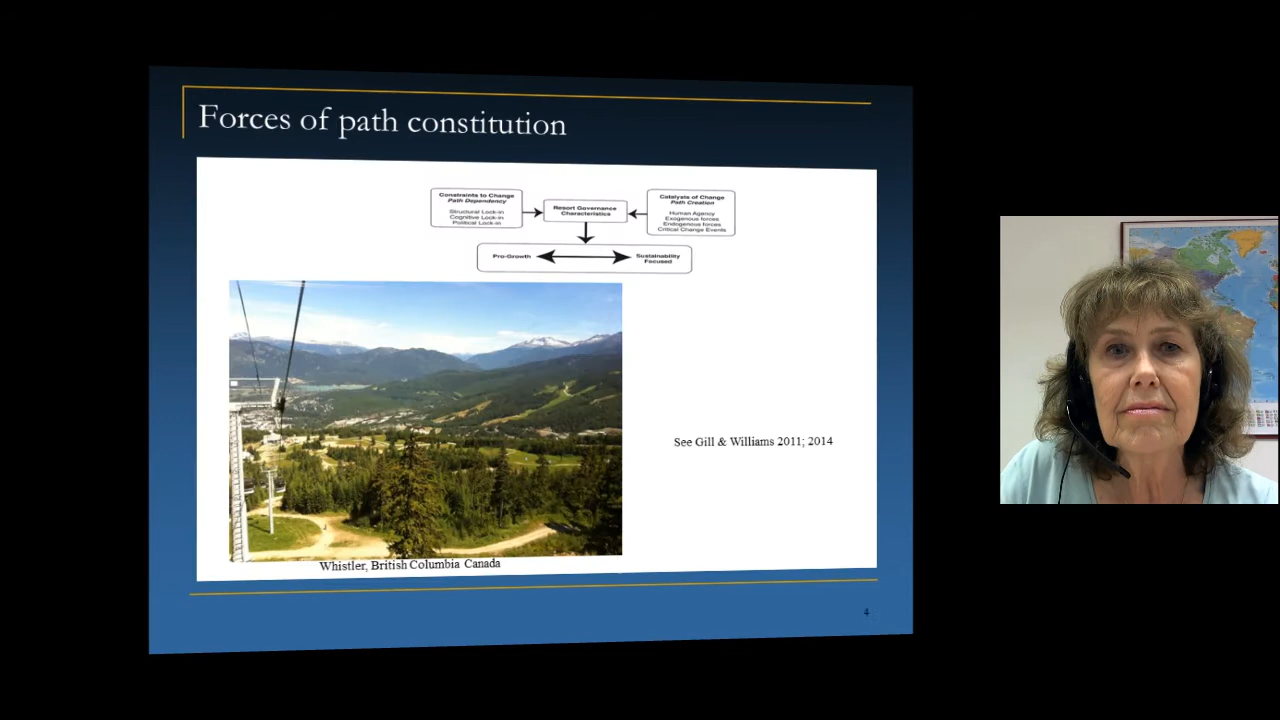 Forces of path constitution
Constraints to Change
Path Dependency
Structural Lock-in
Cognitive Lock-in
Political Lock-in
Resort Governance
Characteristics
Catalysts of Change
Path Creation
Human Agency
Exogenous forces
Endogenous forces
Critical Change Events
Pro-Growth
Sustainability
Focused
See Gill & Williams 2011; 2014
Whistler, British Columbia Canada
4